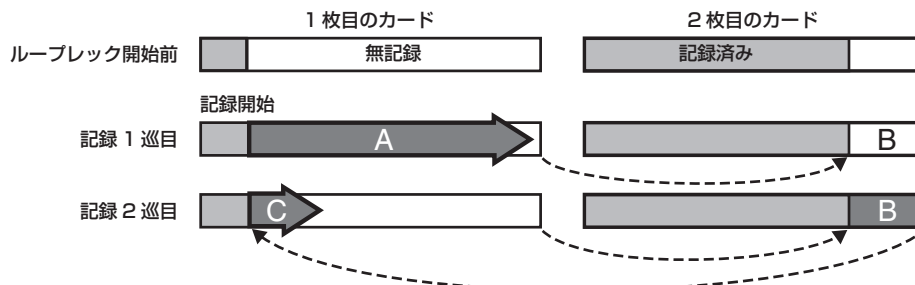 1 枚目のカード
2 枚目のカード
ループレック開始前
無記録
記録済み
記録開始
記録 1 巡目
A
B
記録 2 巡目
C
B